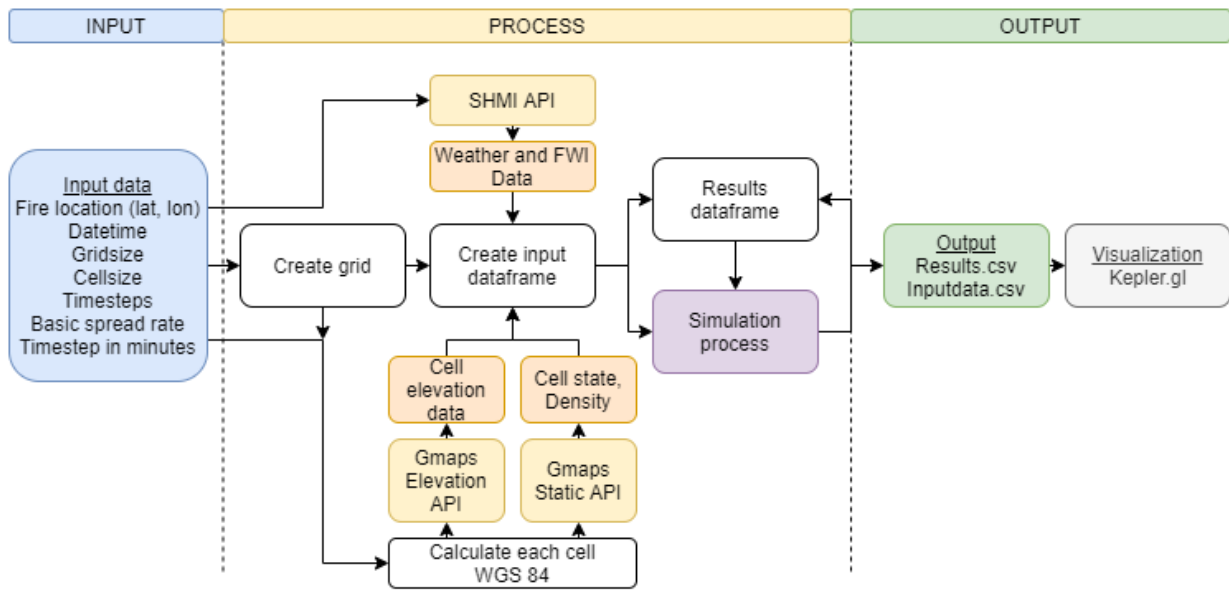 INPUT
PROCESS
OUTPUT
SHMI API
Weather and FWI
Data
Input data
Fire location (lat, lon)
Datetime
Gridsize
Cellsize
Timesteps
Basic spread rate
Timestep in minutes
Create grid
Create input
dataframe
Results
dataframe
Simulation
process
Output
Results.csv
Inputdata.csv
Visualization
Kepler.gl
Cell
elevation
data
Cell state,
Density
Gmaps
Elevation
API
Gmaps
Static API
Calculate each cell
WGS 84